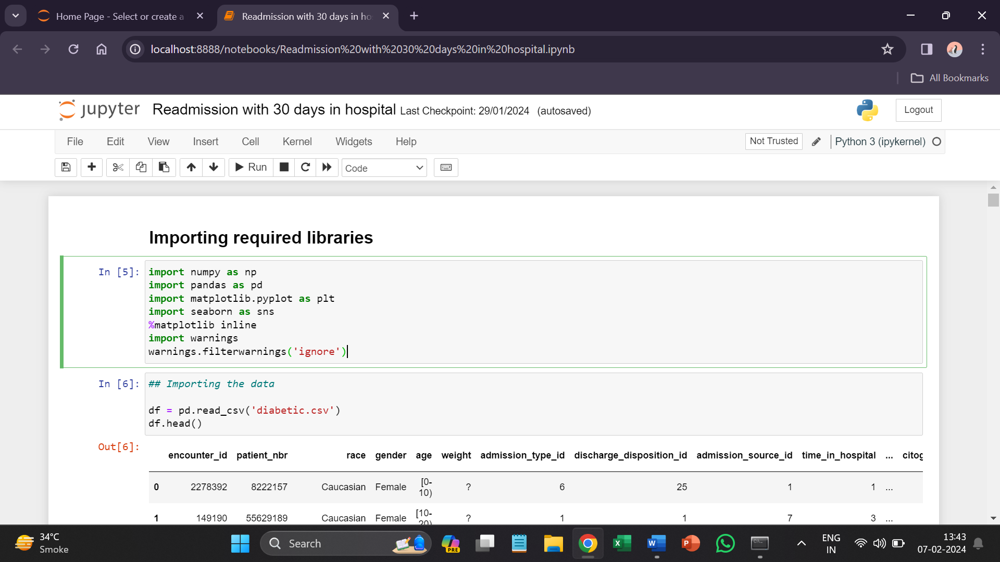 Home Page - Select or create a
Readmission with 30 days in ho
localhost:8888/notebooks/Readmission%20with%2030%20days%20in%20hospital.ipynb
All Bookmarks
jupyter Readmission with 30 days in hospital Last Checkpoint: 29/01/2024 (autosaved)
Logout
File Edit View Insert Cell Kernel Widgets Help
Not Trusted
Python 3 (ipykernel)
Run
Code
Importing required libraries
In [5]:
import numpy as np
import pandas as pd
import matplotlib.pyplot as plt
import seaborn as sns
%matplotlib inline
import warnings
warnings.filterwarnings('ignore')
In [6]:
## Importing the data
df = pd.read_csv('diabetic.csv')
df.head()
Out[6]:
encounter_id patient_nbr race gender age weight admission_type_id discharge_disposition_id admission_source_id time_in_hospital ... citog
0 2278392 8222157 Caucasian Female [0-10) ? 6 25 1 1 ...
1 149190 55629189 Caucasian Female [10-20) ? 1 1 7 3 ...
34°C
Smoke
Search
PRE
ENG
IN
13:43
07-02-2024